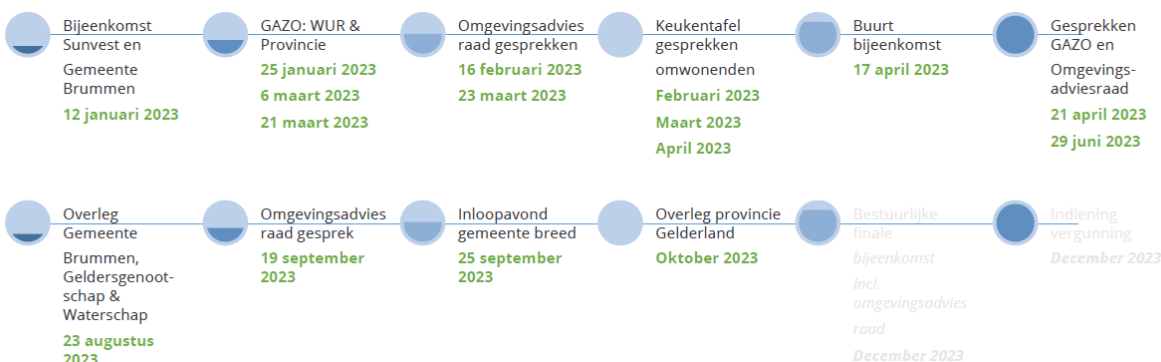 Bijeenkomst
Sunvest en
Gemeente
Brummen
12 januari 2023
GAZO: WUR &
Provincie
25 januari 2023
6 maart 2023
21 maart 2023
Omgevingsadvies
raad gesprekken
16 februari 2023
23 maart 2023
Keukentafel
gesprekken
omwonenden
Februari 2023
Maart 2023
April 2023
Buurt
bijeenkomst
17 april 2023
Gesprekken
GAZO en
Omgevings-
adviesraad
21 april 2023
29 juni 2023
Overleg
Gemeente
Brummen,
Geldersgenoot-
schap &
Waterschap
23 augustus
2023
Omgevingsadvies
raad gesprek
19 september
2023
Inloopavond
gemeente breed
25 september
2023
Overleg provincie
Gelderland
Oktober 2023
Bestuurlijke
finale
bijeenkomst
Incl.
omgevingsadvies
raad
December 2023
Indiening
vergunning
December 2023